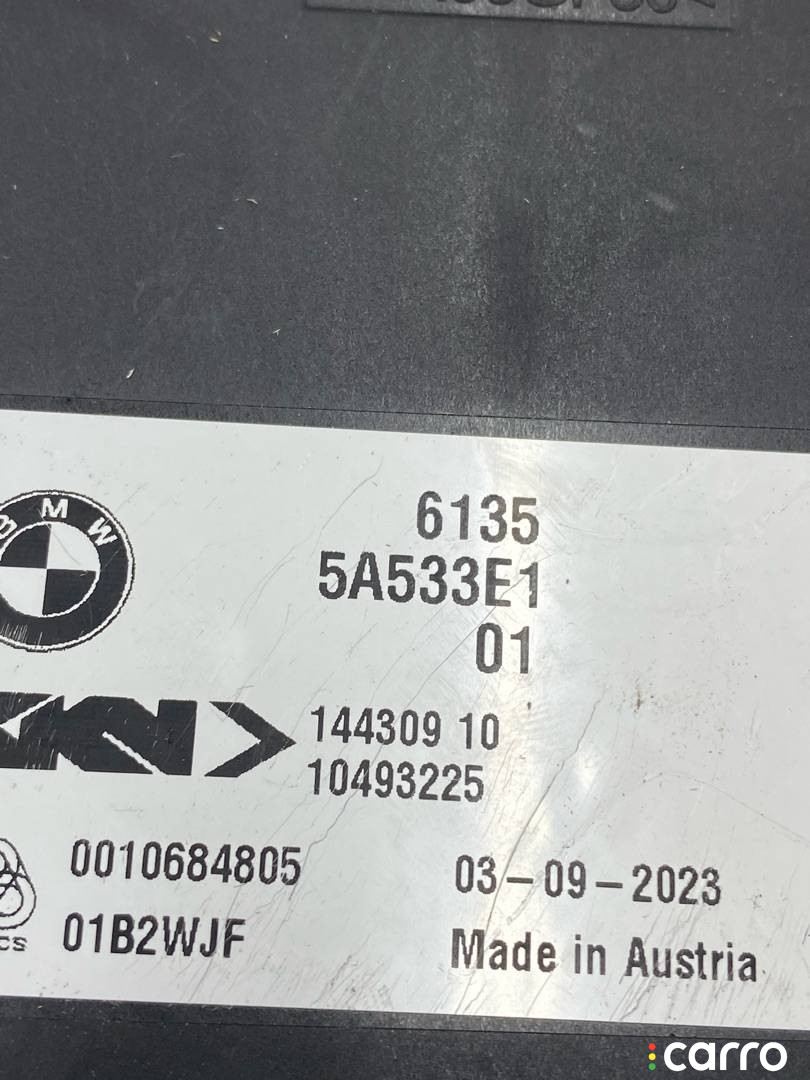 BMW
6135
5A533E1
01
144309 10
10493225
0010684805
03-09-2023
01B2WJF
Made in Austria
carro